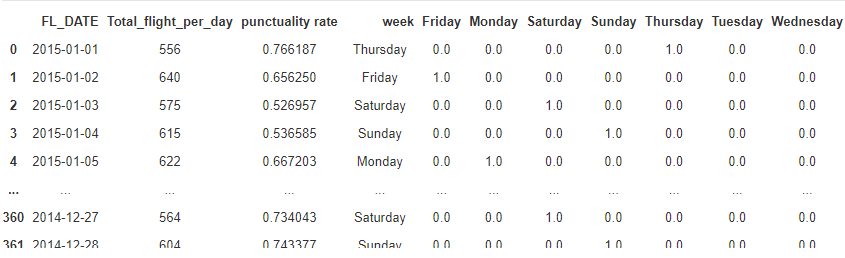 FL_DATE Total_flight_per_day punctuality rate week Friday Monday Saturday Sunday Thursday Tuesday Wednesday
0 2015-01-01 556 0.766187 Thursday 0.0 0.0 0.0 0.0 1.0 0.0 0.0
1 2015-01-02 640 0.656250 Friday 1.0 0.0 0.0 0.0 0.0 0.0 0.0
2 2015-01-03 575 0.526957 Saturday 0.0 0.0 1.0 0.0 0.0 0.0 0.0
3 2015-01-04 615 0.536585 Sunday 0.0 0.0 0.0 1.0 0.0 0.0 0.0
4 2015-01-05 622 0.667203 Monday 0.0 1.0 0.0 0.0 0.0 0.0 0.0
... ... ... ... ... ... ... ... ... ... ... ...
360 2014-12-27 564 0.734043 Saturday 0.0 0.0 1.0 0.0 0.0 0.0 0.0
361 2014-12-28 604 0.743377 Sunday 0.0 0.0 0.0 1.0 0.0 0.0 0.0